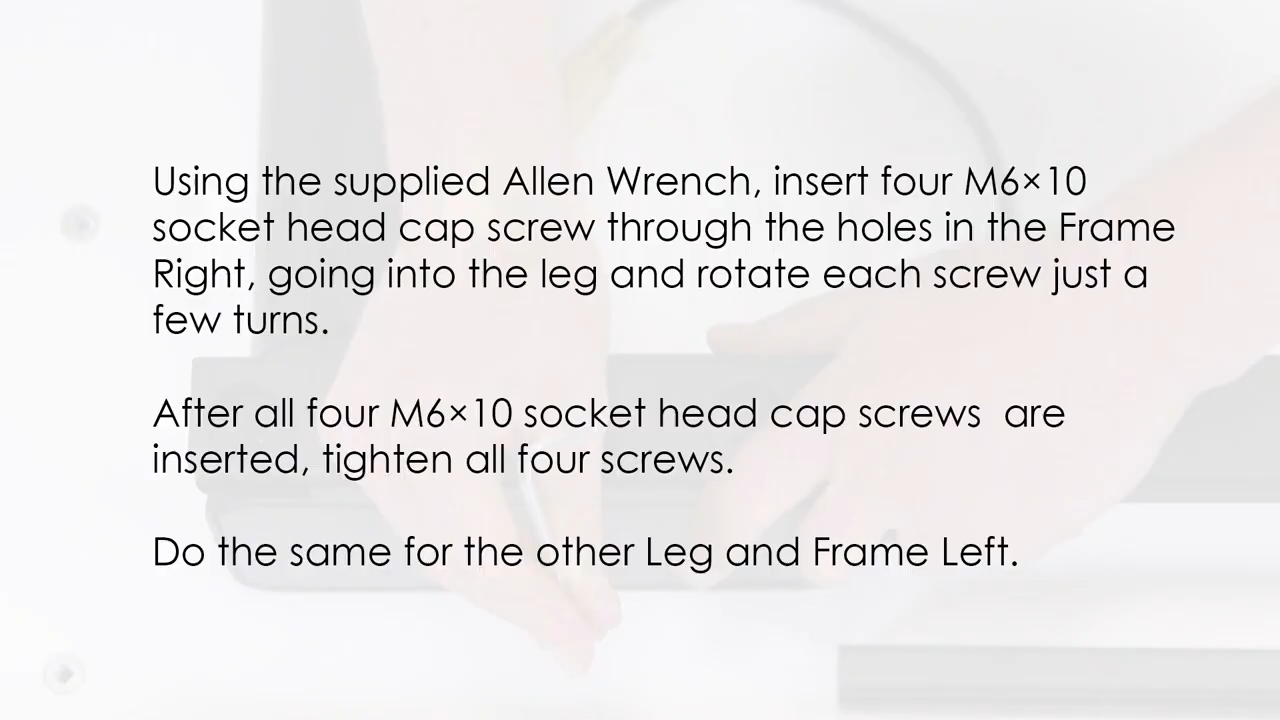 Using the supplied Allen Wrench, insert four M6×10
socket head cap screw through the holes in the Frame
Right, going into the leg and rotate each screw just a
few turns.
After all four M6×10 socket head cap screws  are
inserted, tighten all four screws.
Do the same for the other Leg and Frame Left.